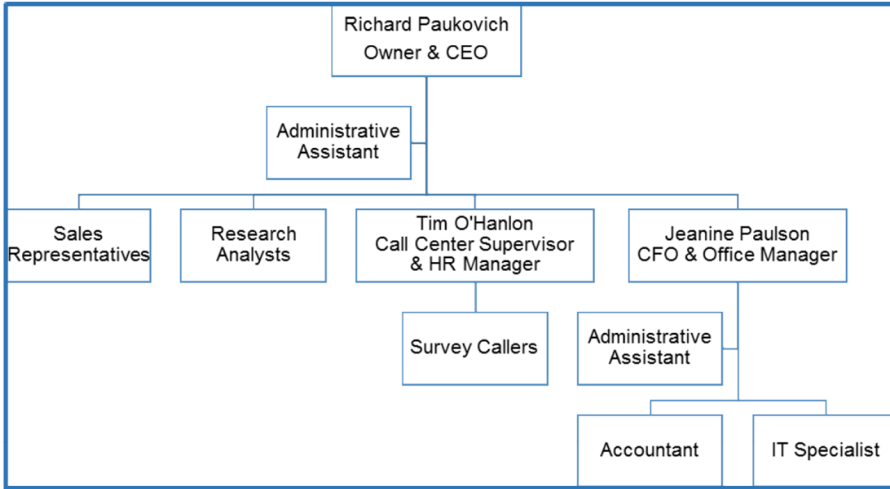 Richard Paukovich
Owner & CEO
Administrative
Assistant
Sales
Representatives
Research
Analysts
Tim O'Hanlon
Call Center Supervisor
& HR Manager
Jeanine Paulson
CFO & Office Manager
Survey Callers
Administrative
Assistant
Accountant
IT Specialist